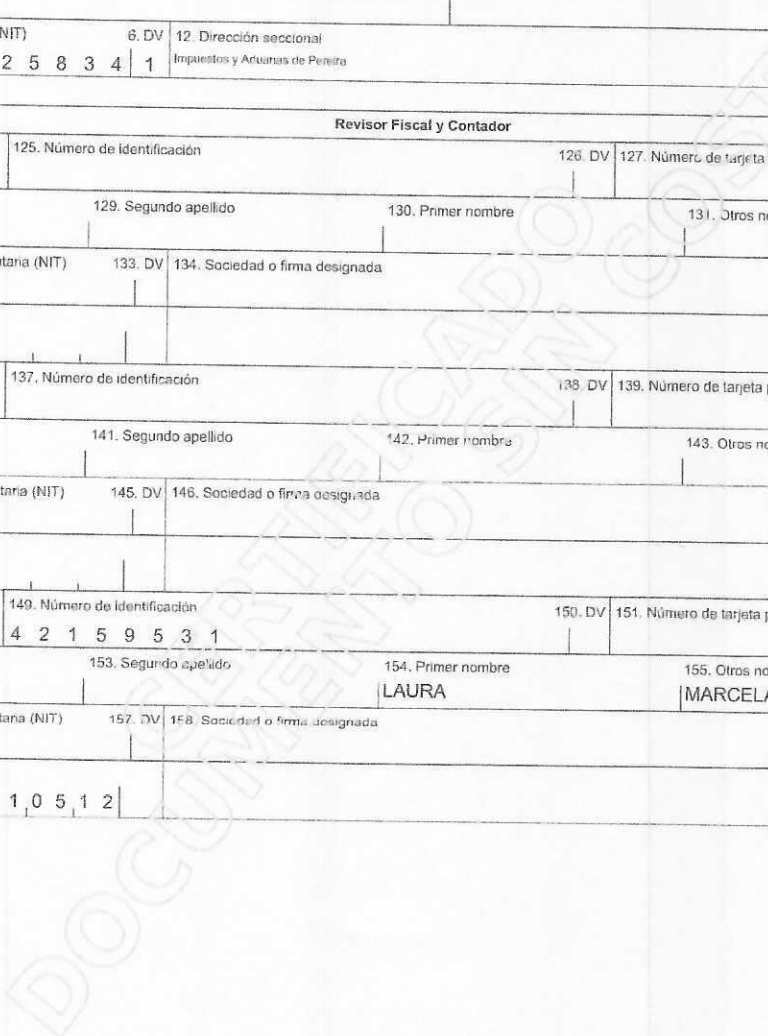 NIT) 6. DV 12. Dirección seccional
2 5 8 3 4 1 Impuestos y Aduanas de Pereira
Revisor Fiscal y Contador
125. Número de identificación 126. DV 127. Número de tarjeta
129. Segundo apellido 130. Primer nombre 131. Otros no
taria (NIT) 133. DV 134. Sociedad o firma designada
137. Número de identificación 138. DV 139. Número de tarjeta p
141. Segundo apellido 142. Primer nombre 143. Otros no
taria (NIT) 145. DV 146. Sociedad o firma designada
149. Número de identificación 150. DV 151. Número de tarjeta p
4 2 1 5 9 5 3 1
153. Segundo apellido 154. Primer nombre 155. Otros no
LAURA MARCELA
taria (NIT) 157. DV 158. Sociedad o firma designada
1 0 5 1 2
CERTIFICADO
DOCUMENTO SIN COST